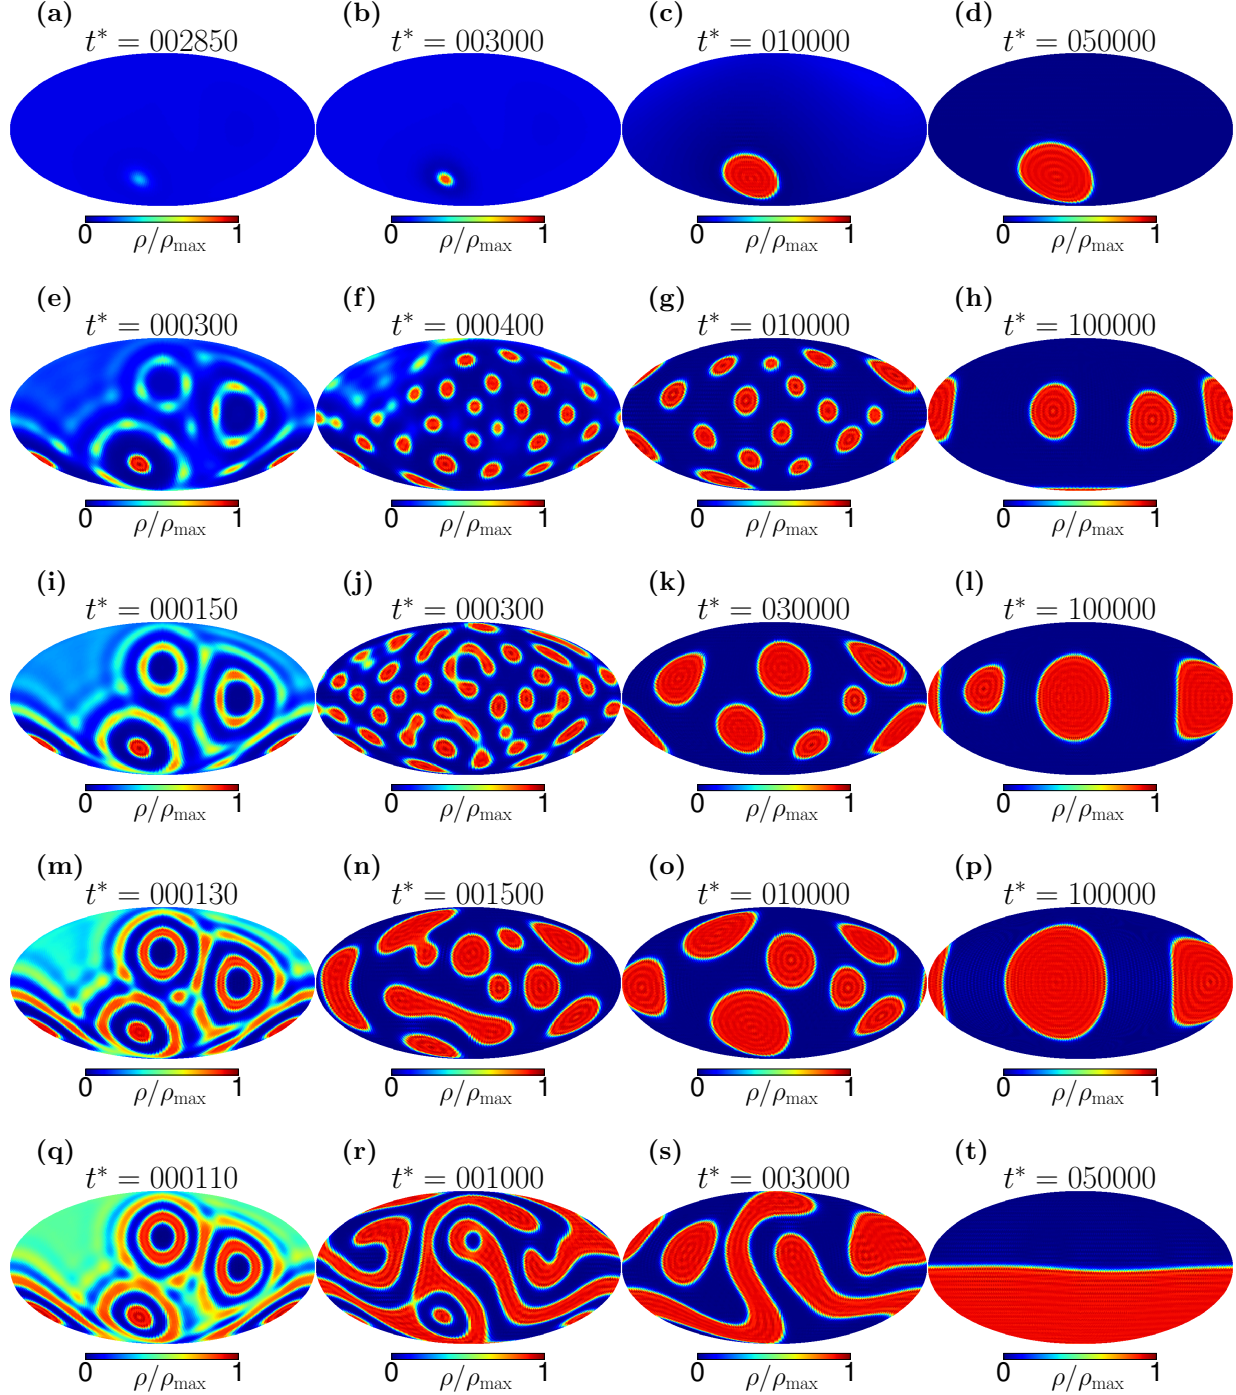 (a) (b) (c) (d)
t* = 002850 t* = 003000 t* = 010000 t* = 050000
0 1 0 1 0 1 0 1
ρ/ρmax ρ/ρmax ρ/ρmax ρ/ρmax
(e) (f) (g) (h)
t* = 000300 t* = 000400 t* = 010000 t* = 100000
0 1 0 1 0 1 0 1
ρ/ρmax ρ/ρmax ρ/ρmax ρ/ρmax
(i) (j) (k) (l)
t* = 000150 t* = 000300 t* = 030000 t* = 100000
0 1 0 1 0 1 0 1
ρ/ρmax ρ/ρmax ρ/ρmax ρ/ρmax
(m) (n) (o) (p)
t* = 000130 t* = 001500 t* = 010000 t* = 100000
0 1 0 1 0 1 0 1
ρ/ρmax ρ/ρmax ρ/ρmax ρ/ρmax
(q) (r) (s) (t)
t* = 000110 t* = 001000 t* = 003000 t* = 050000
0 1 0 1 0 1 0 1
ρ/ρmax ρ/ρmax ρ/ρmax ρ/ρmax